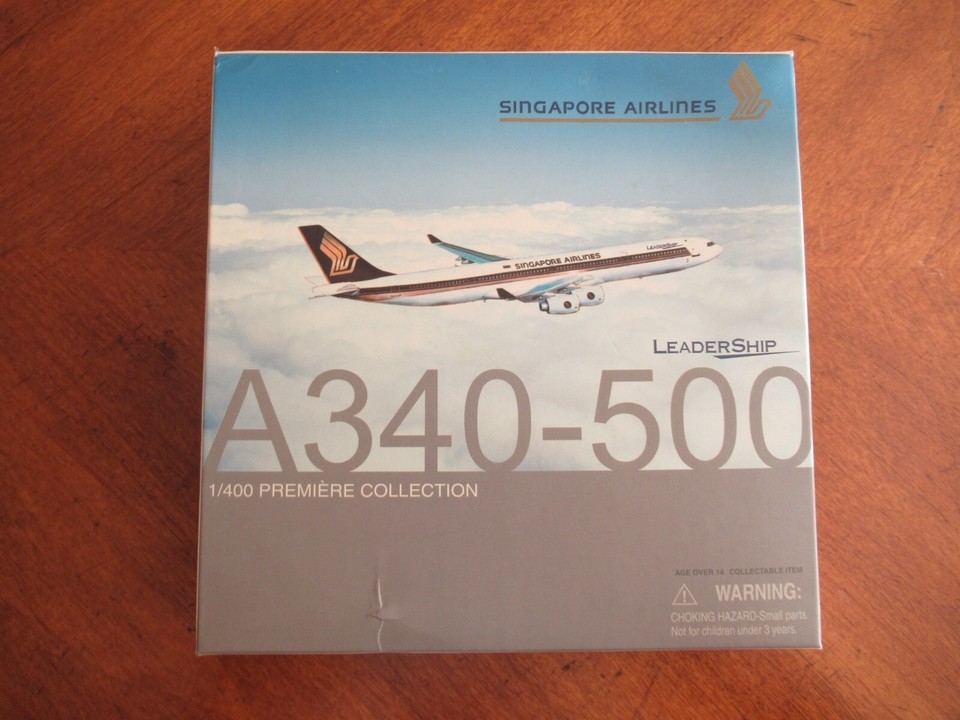 SINGAPORE AIRLINES
LEADERSHIP
SINGAPORE AIRLINES
LEADERSHIP
A340-500
1/400 PREMIÈRE COLLECTION
AGE OVER 14 COLLECTABLE ITEM
WARNING:
CHOKING HAZARD-Small parts.
Not for children under 3 years.